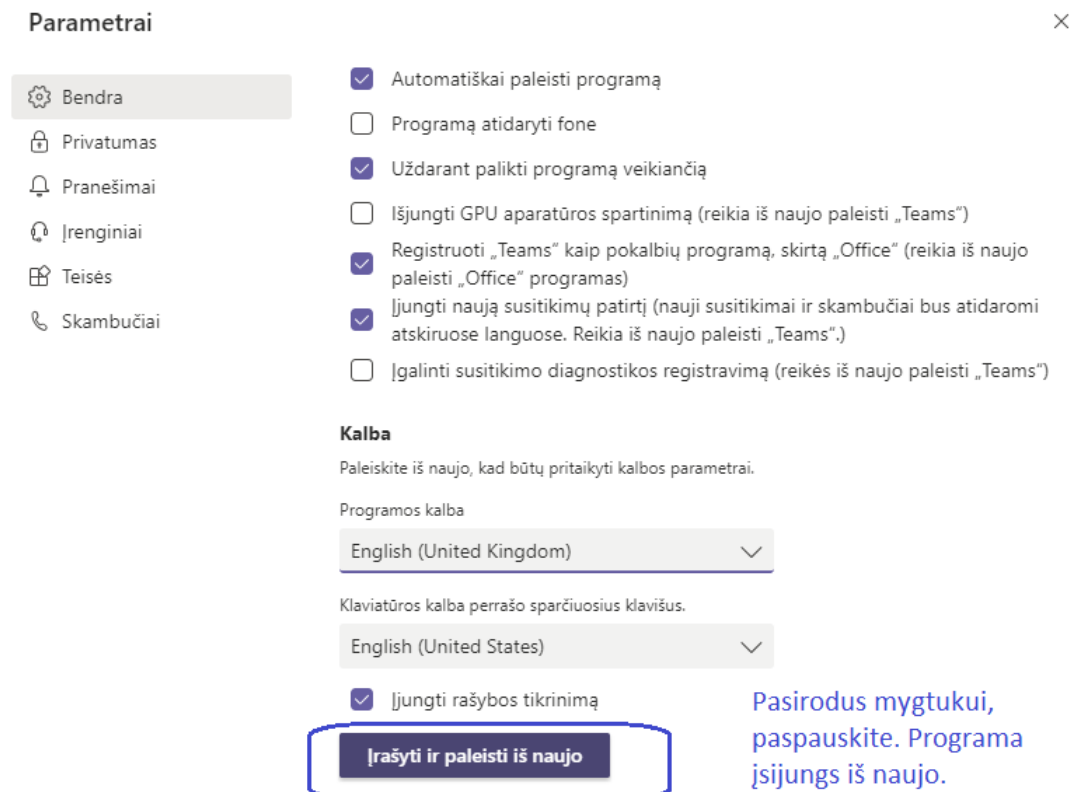 Parametrai
Bendra
Privatumas
Pranešimai
Įrenginiai
Teisės
Skambučiai
Automatiškai paleisti programą
Programą atidaryti fone
Uždarant palikti programą veikiančią
Išjungti GPU aparatūros spartinimą (reikia iš naujo paleisti „Teams“)
Registruoti „Teams“ kaip pokalbių programą, skirtą „Office“ (reikia iš naujo
paleisti „Office“ programas)
Įjungti naują susitikimų patirtį (nauji susitikimai ir skambučiai bus atidaromi
atskiruose languose. Reikia iš naujo paleisti „Teams“.)
Įgalinti susitikimo diagnostikos registravimą (reikės iš naujo paleisti „Teams“)
Kalba
Paleiskite iš naujo, kad būtų pritaikyti kalbos parametrai.
Programos kalba
English (United Kingdom)
Klaviatūros kalba perrašo sparčiuosius klavišus.
English (United States)
Įjungti rašybos tikrinimą
Įrašyti ir paleisti iš naujo
Pasirodus mygtukui,
paspauskite. Programa
įsijungs iš naujo.